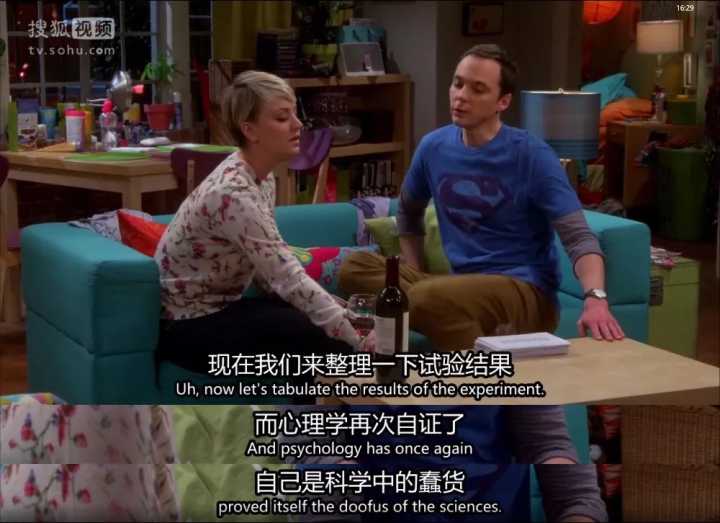 16:29
搜狐视频
tv.sohu.com
现在我们来整理一下试验结果
Uh, now let's tabulate the results of the experiment.
而心理学再次自证了
And psychology has once again
自己是科学中的蠢货
proved itself the doofus of the sciences.